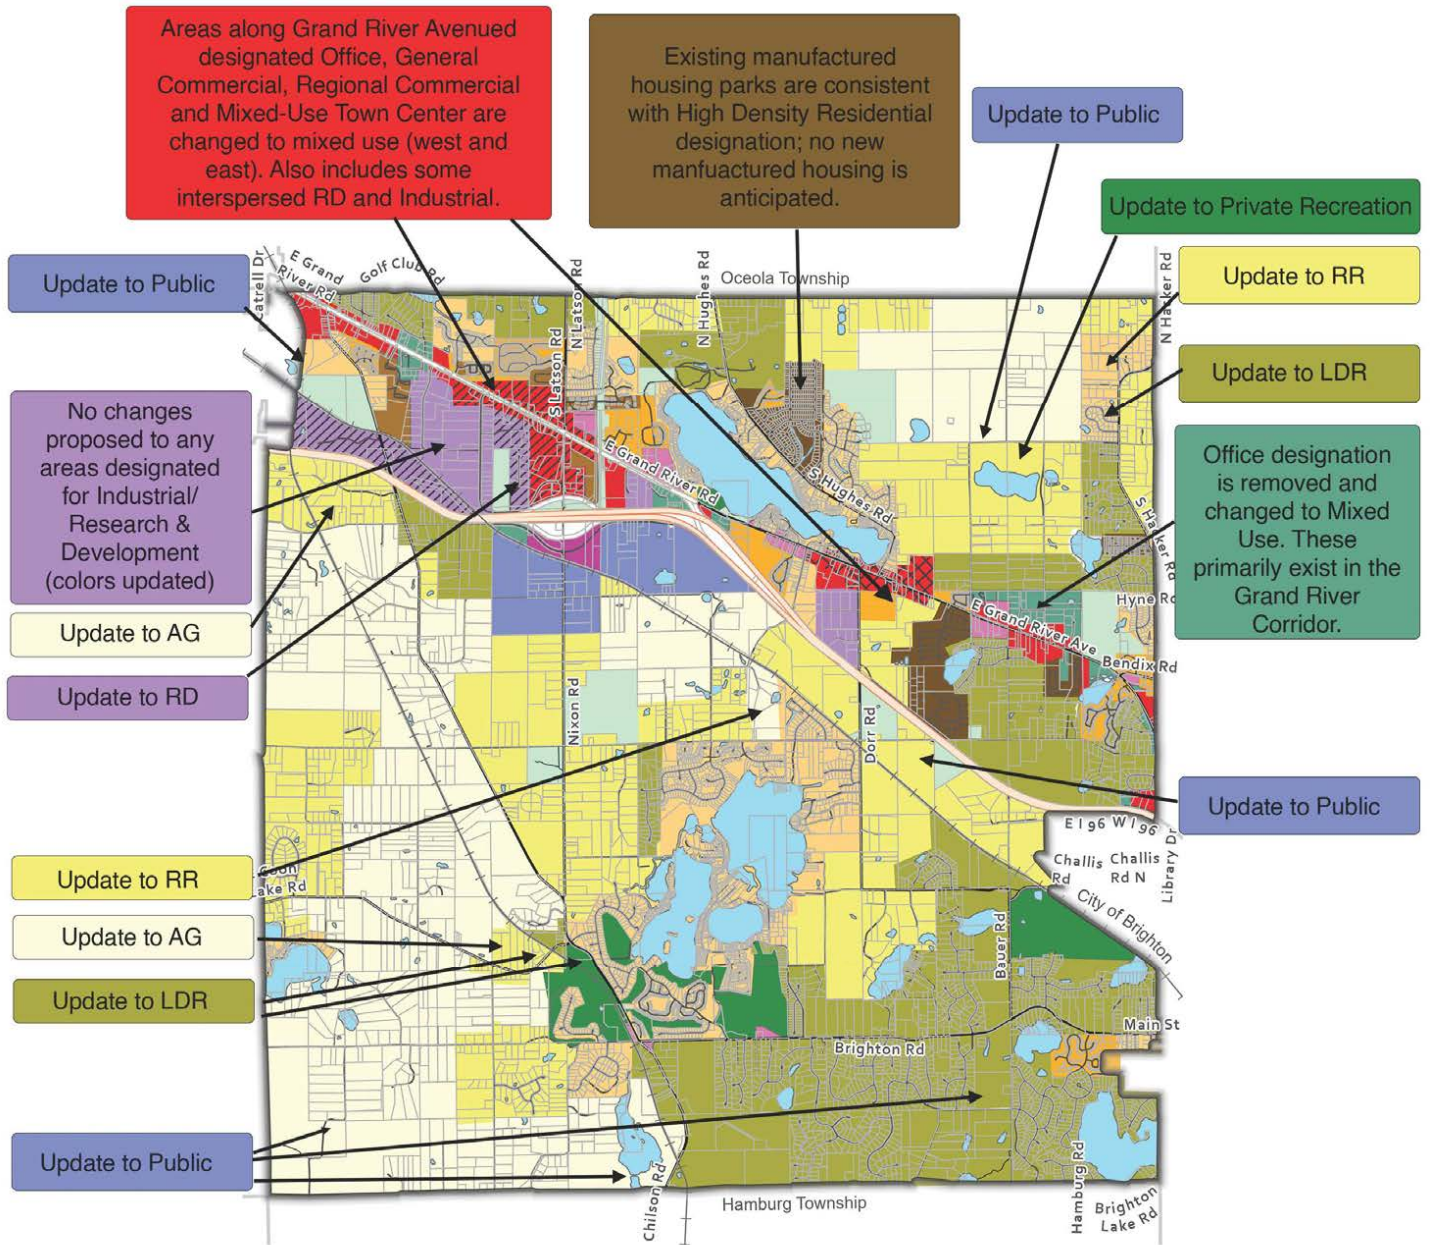 Areas along Grand River Avenued
designated Office, General
Commercial, Regional Commercial
and Mixed-Use Town Center are
changed to mixed use (west and
east). Also includes some
interspersed RD and Industrial.
Existing manufactured
housing parks are consistent
with High Density Residential
designation; no new
manfuactured housing is
anticipated.
Update to Public
Update to Private Recreation
Update to RR
Update to LDR
Office designation
is removed and
changed to Mixed
Use. These
primarily exist in the
Grand River
Corridor.
Update to Public
Update to Public
No changes
proposed to any
areas designated
for Industrial/
Research &
Development
(colors updated)
Update to AG
Update to RD
Update to RR
Update to AG
Update to LDR
Update to Public
E Grand
River Rd
Golf Club Rd
N Latson Rd
S Latson Rd
N Hughes Rd
Oceola Township
N Hacker Rd
E Grand River Rd
S Hughes Rd
E Grand River Ave
Bendix Rd
Nixon Rd
Dorr Rd
E I 96 W I 96
Challis
Rd
Challis
Rd N
Library Dr
City of Brighton
Bauer Rd
Main St
Brighton Rd
Chilson Rd
Hamburg Township
Hamburg Rd
Brighton
Lake Rd